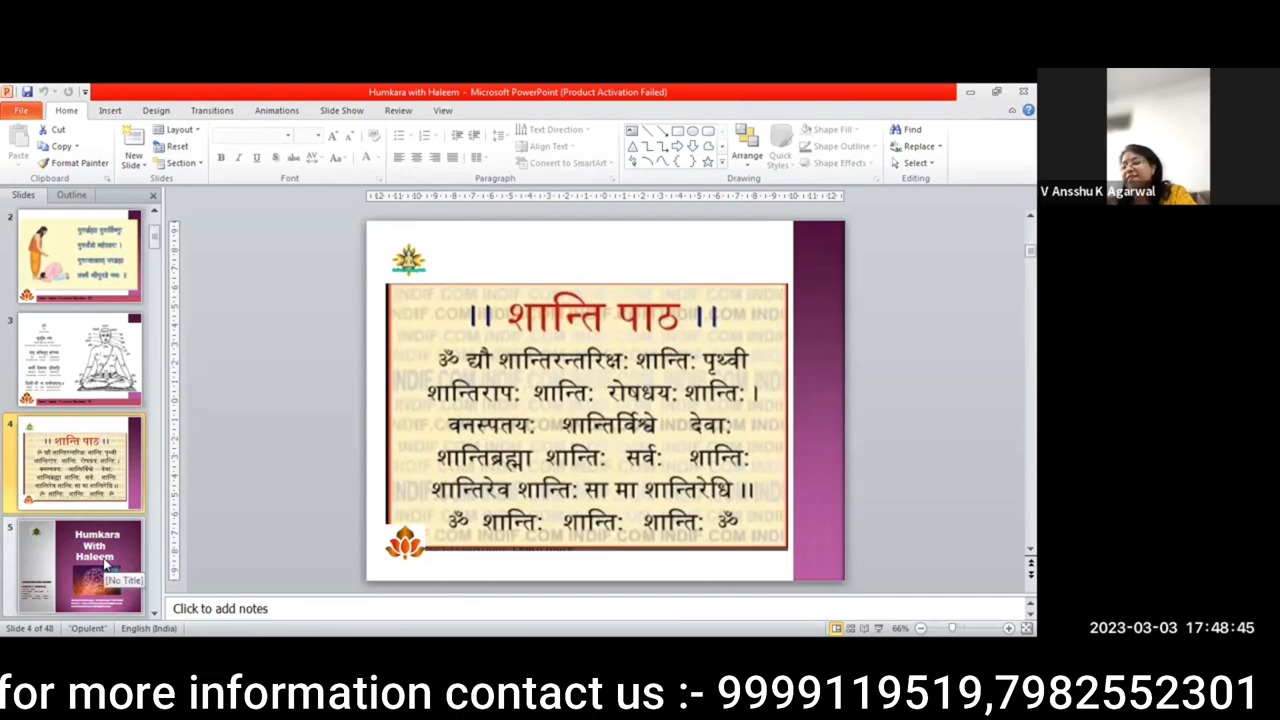 Humkara with Haleem - Microsoft PowerPoint (Product Activation Failed)
File Home Insert Design Transitions Animations Slide Show Review View
Paste
Cut
Copy
Format Painter
Clipboard
New Slide
Layout
Reset
Section
Slides
Font
Paragraph
Text Direction
Align Text
Convert to SmartArt
Arrange
Quick Styles
Shape Fill
Shape Outline
Shape Effects
Drawing
Find
Replace
Select
Editing
Slides Outline
2
3
4
।। शान्ति पाठ ।।
5
Humkara
With
Haleem
[No Title]
।। शान्ति पाठ ।।
ॐ द्यौ शान्तिरन्तरिक्ष: शान्ति: पृथ्वी
शान्तिराप: शान्ति: रोषधय: शान्ति: ।
वनस्पतय: शान्तिर्विश्वे देवा:
शान्तिब्रह्मा शान्ति: सर्व: शान्ति:
शान्तिरेव शान्ति: सा मा शान्तिरेधि ।।
ॐ शान्ति: शान्ति: शान्ति: ॐ
Click to add notes
Slide 4 of 48 "Opulent" English (India) 66%
V Ansshu K Agarwal
2023-03-03 17:48:45
for more information contact us :- 9999119519,7982552301